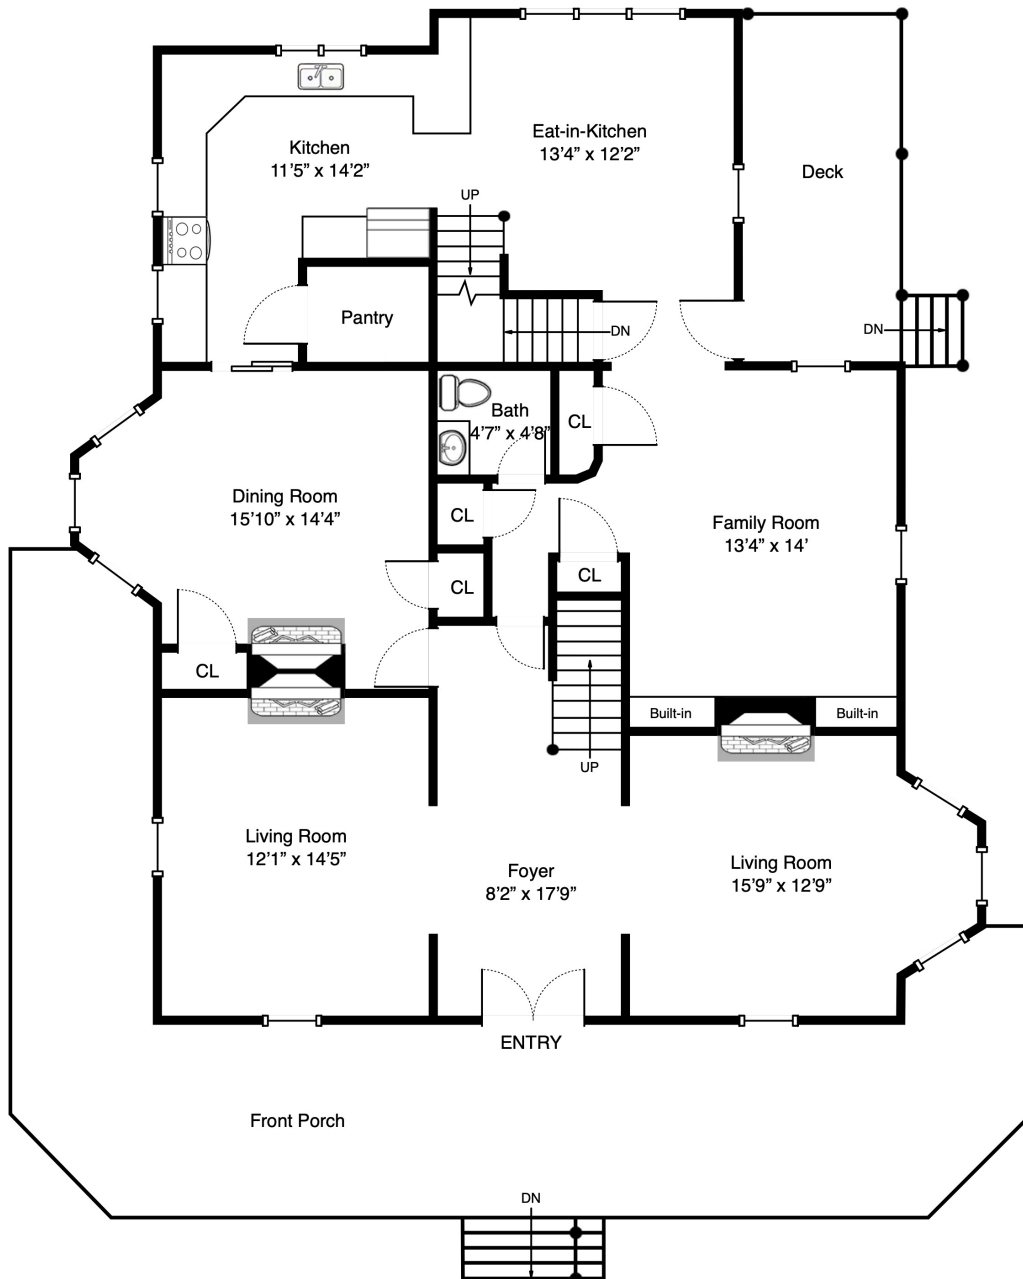 Eat-in-Kitchen
13’4” x 12’2”
Kitchen
11’5” x 14’2”
Deck
UP
Pantry
DN
DN
Bath
4’7” x 4’8”
CL
Dining Room
15’10” x 14’4”
CL
Family Room
13’4” x 14’
CL
CL
CL
Built-in
Built-in
UP
Living Room
12’1” x 14’5”
Living Room
15’9” x 12’9”
Foyer
8’2” x 17’9”
ENTRY
Front Porch
DN